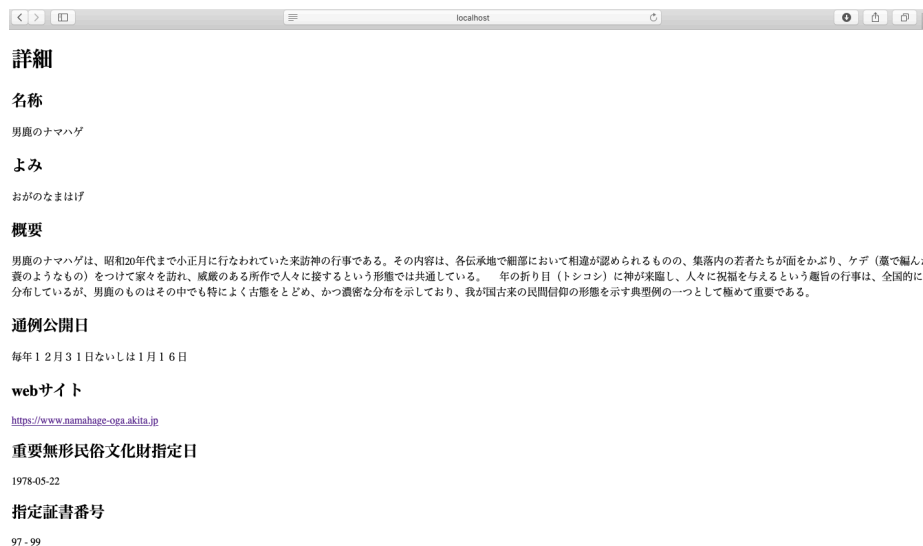 localhost
詳細
名称
男鹿のナマハゲ
よみ
おがのなまはげ
概要
男鹿のナマハゲは、昭和20年代まで小正月に行なわれていた来訪神の行事である。その内容は、各伝承地で細部において相違が認められるものの、集落内の若者たちが面をかぶり、ケデ（藁で編んだ
蓑のようなもの）をつけて家々を訪れ、威厳のある所作で人々に接するという形態では共通している。　年の折り目（トシコシ）に神が来臨し、人々に祝福を与えるという趣旨の行事は、全国的に
分布しているが、男鹿のものはその中でも特によく古態をとどめ、かつ濃密な分布を示しており、我が国古来の民間信仰の形態を示す典型例の一つとして極めて重要である。
通例公開日
毎年１２月３１日ないしは１月１６日
webサイト
https://www.namahage-oga.akita.jp
重要無形民俗文化財指定日
1978-05-22
指定証書番号
97 - 99